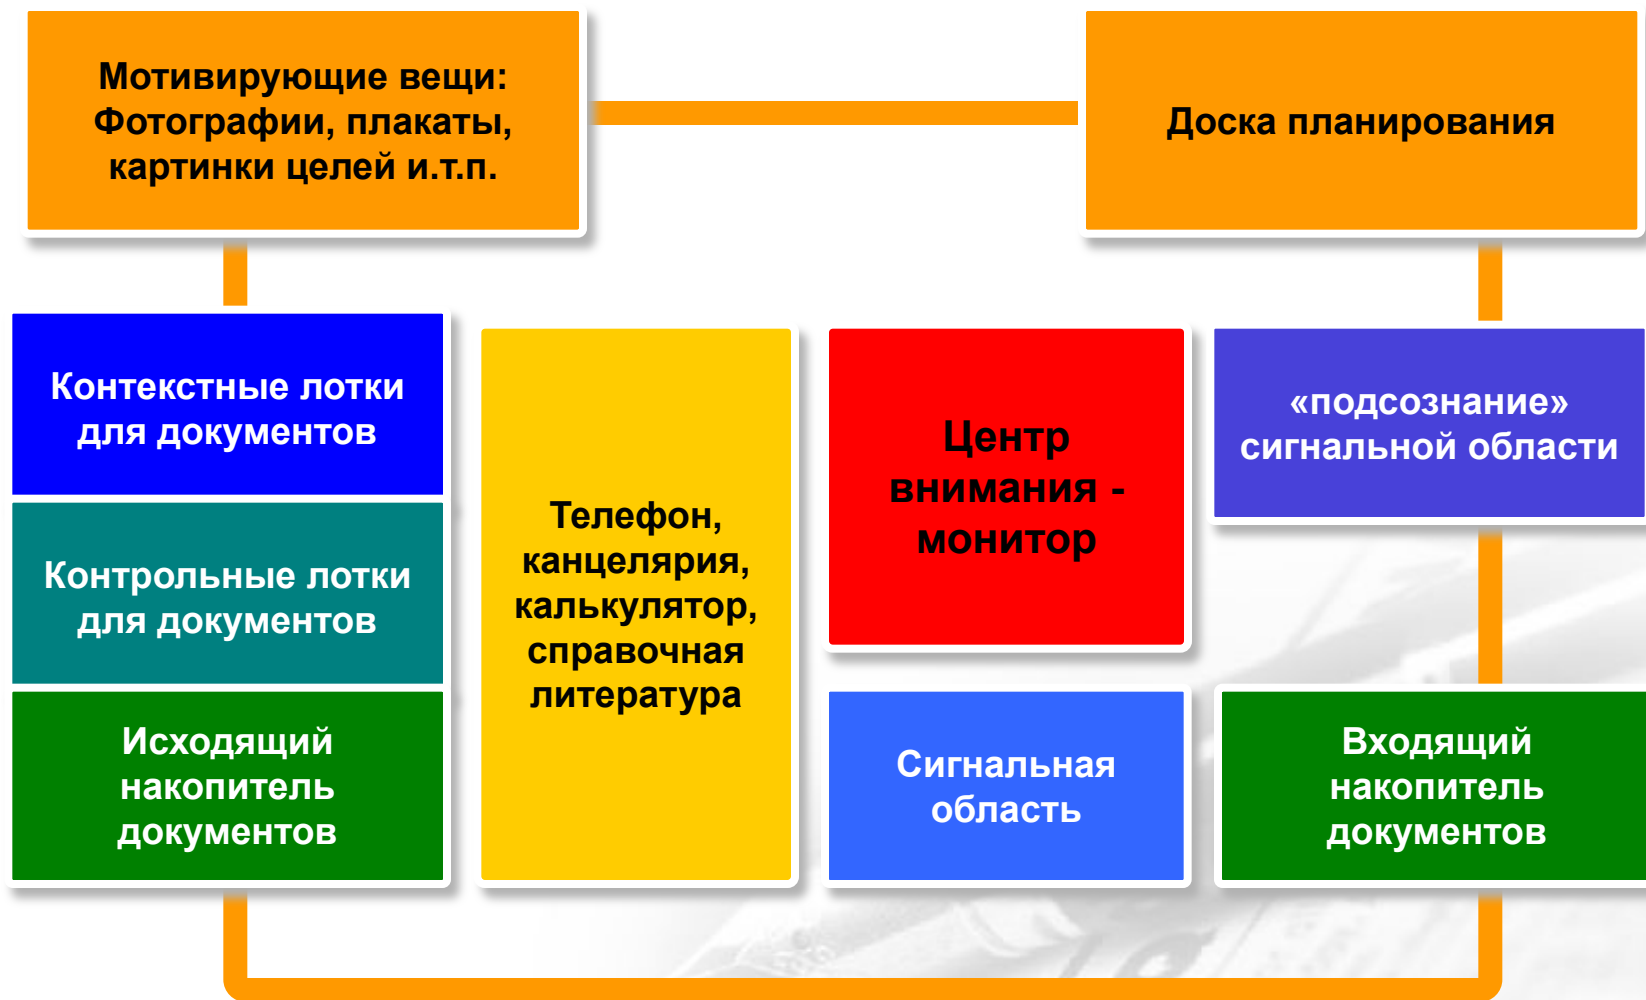 Мотивирующие вещи:
Фотографии, плакаты,
картинки целей и.т.п.
Доска планирования
Контекстные лотки
для документов
Контрольные лотки
для документов
Исходящий
накопитель
документов
Телефон,
канцелярия,
калькулятор,
справочная
литература
Центр
внимания -
монитор
Сигнальная
область
«подсознание»
сигнальной области
Входящий
накопитель
документов